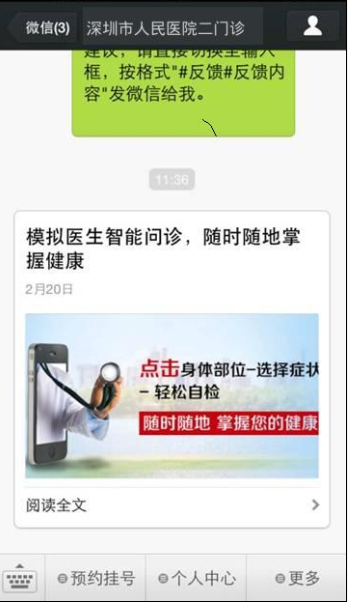 微信(3)
深圳市人民医院二门诊
建议，请直接切换至输入
框，按格式"#反馈#反馈内
容"发微信给我。
11:36
模拟医生智能问诊，随时随地掌
握健康
2月20日
点击身体部位-选择症状
- 轻松自检
随时随地 掌握您的健康
阅读全文
预约挂号
个人中心
更多